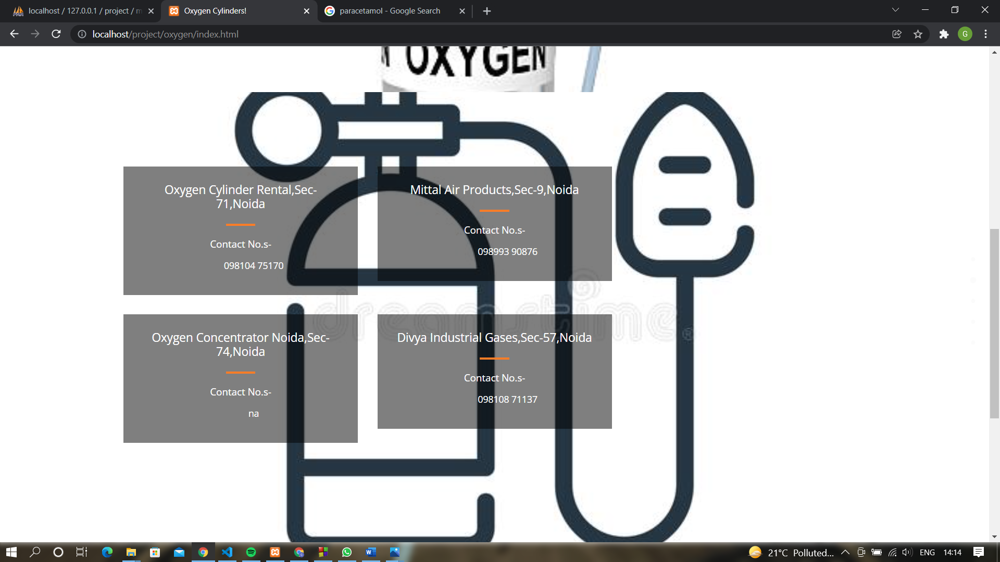 localhost / 127.0.0.1 / project / m
Oxygen Cylinders!
paracetamol - Google Search
localhost/project/oxygen/index.html
G
OXYGEN
Oxygen Cylinder Rental,Sec-
71,Noida
Contact No.s-
098104 75170
Mittal Air Products,Sec-9,Noida
Contact No.s-
098993 90876
dreamstime®
Oxygen Concentrator Noida,Sec-
74,Noida
Contact No.s-
na
Divya Industrial Gases,Sec-57,Noida
Contact No.s-
098108 71137
21°C Polluted...
ENG
14:14